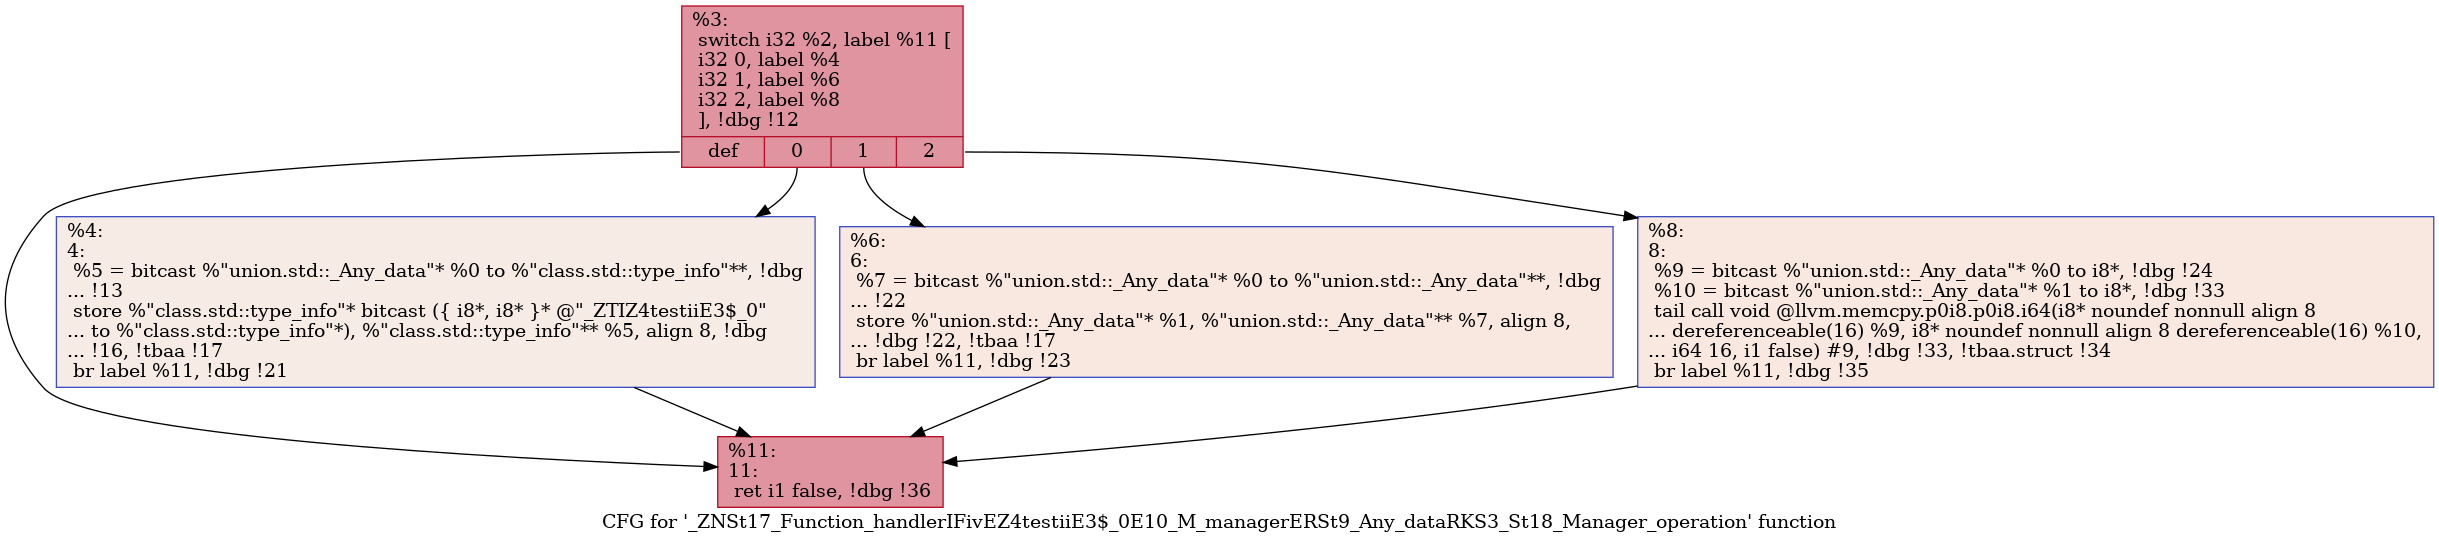 %3:
switch i32 %2, label %11 [
i32 0, label %4
i32 1, label %6
i32 2, label %8
], !dbg !12
def 0 1 2
%4:
4:
%5 = bitcast %"union.std::_Any_data"* %0 to %"class.std::type_info"**, !dbg
... !13
store %"class.std::type_info"* bitcast ({ i8*, i8* }* @"_ZTIZ4testiiE3$_0"
... to %"class.std::type_info"*), %"class.std::type_info"** %5, align 8, !dbg
... !16, !tbaa !17
br label %11, !dbg !21
%6:
6:
%7 = bitcast %"union.std::_Any_data"* %0 to %"union.std::_Any_data"**, !dbg
... !22
store %"union.std::_Any_data"* %1, %"union.std::_Any_data"** %7, align 8,
... !dbg !22, !tbaa !17
br label %11, !dbg !23
%8:
8:
%9 = bitcast %"union.std::_Any_data"* %0 to i8*, !dbg !24
%10 = bitcast %"union.std::_Any_data"* %1 to i8*, !dbg !33
tail call void @llvm.memcpy.p0i8.p0i8.i64(i8* noundef nonnull align 8
... dereferenceable(16) %9, i8* noundef nonnull align 8 dereferenceable(16) %10,
... i64 16, i1 false) #9, !dbg !33, !tbaa.struct !34
br label %11, !dbg !35
%11:
11:
ret i1 false, !dbg !36
CFG for '_ZNSt17_Function_handlerIFivEZ4testiiE3$_0E10_M_managerERSt9_Any_dataRKS3_St18_Manager_operation' function